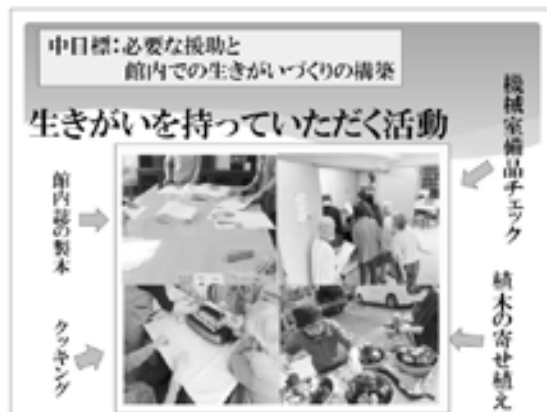 中目標：必要な援助と
館内での生きがいづくりの構築
生きがいを持っていただく活動
機械室備品チェック
館内誌の製本
植木の寄せ植え
クッキング